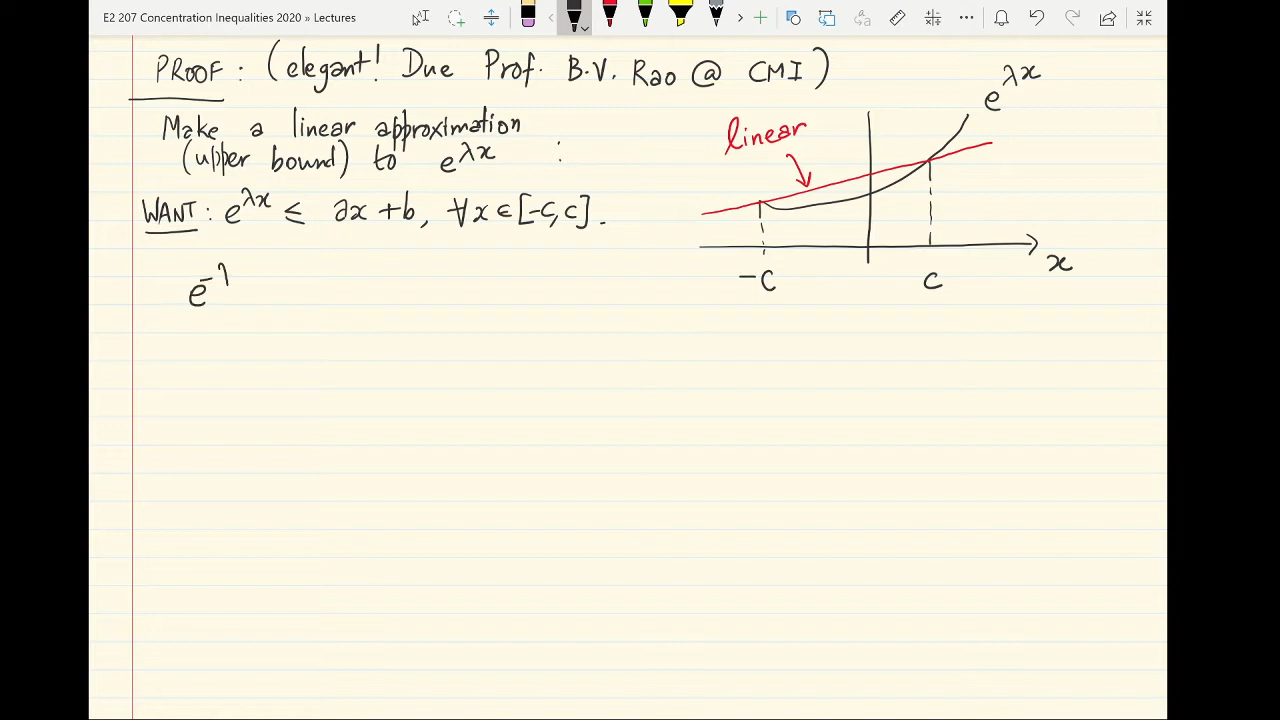 E2 207 Concentration Inequalities 2020 » Lectures
PROOF : (elegant! Due Prof. B.V. Rao @ CMI)
Make a linear approximation
(upper bound) to e^{λx} :
WANT : e^{λx} ≤ ax + b, ∀x ∈ [-c, c].
e^{-λ}
e^{λx}
linear
-c
c
x